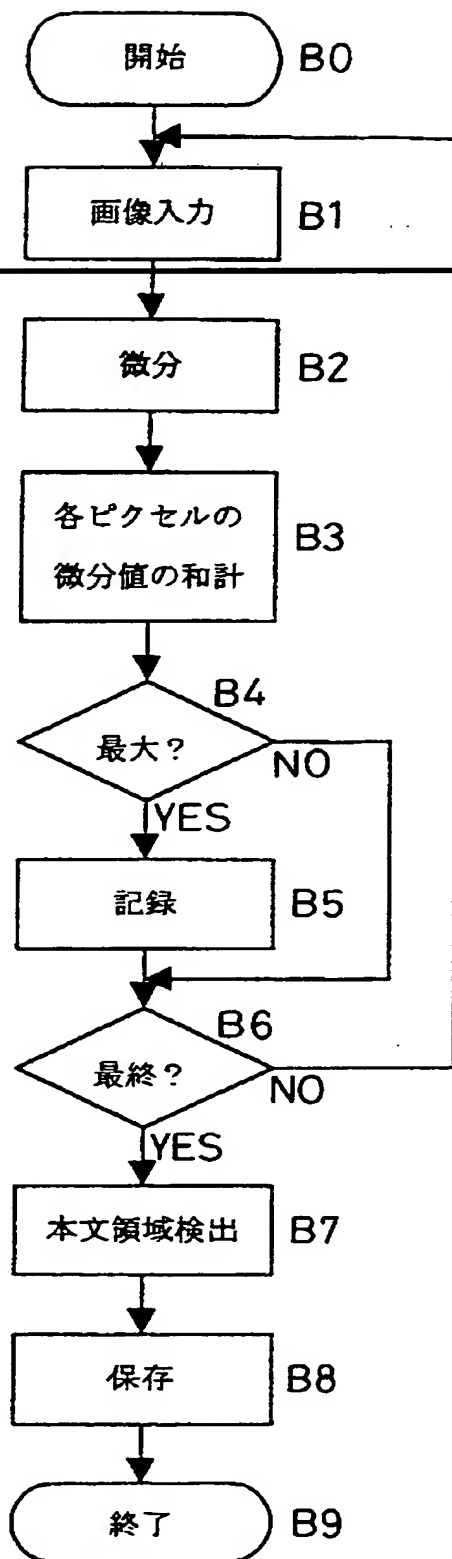 開始 B0
画像入力 B1
微分 B2
各ピクセルの
微分値の和計 B3
B4
最大? NO
YES
記録 B5
B6
最終? NO
YES
本文領域検出 B7
保存 B8
終了 B9